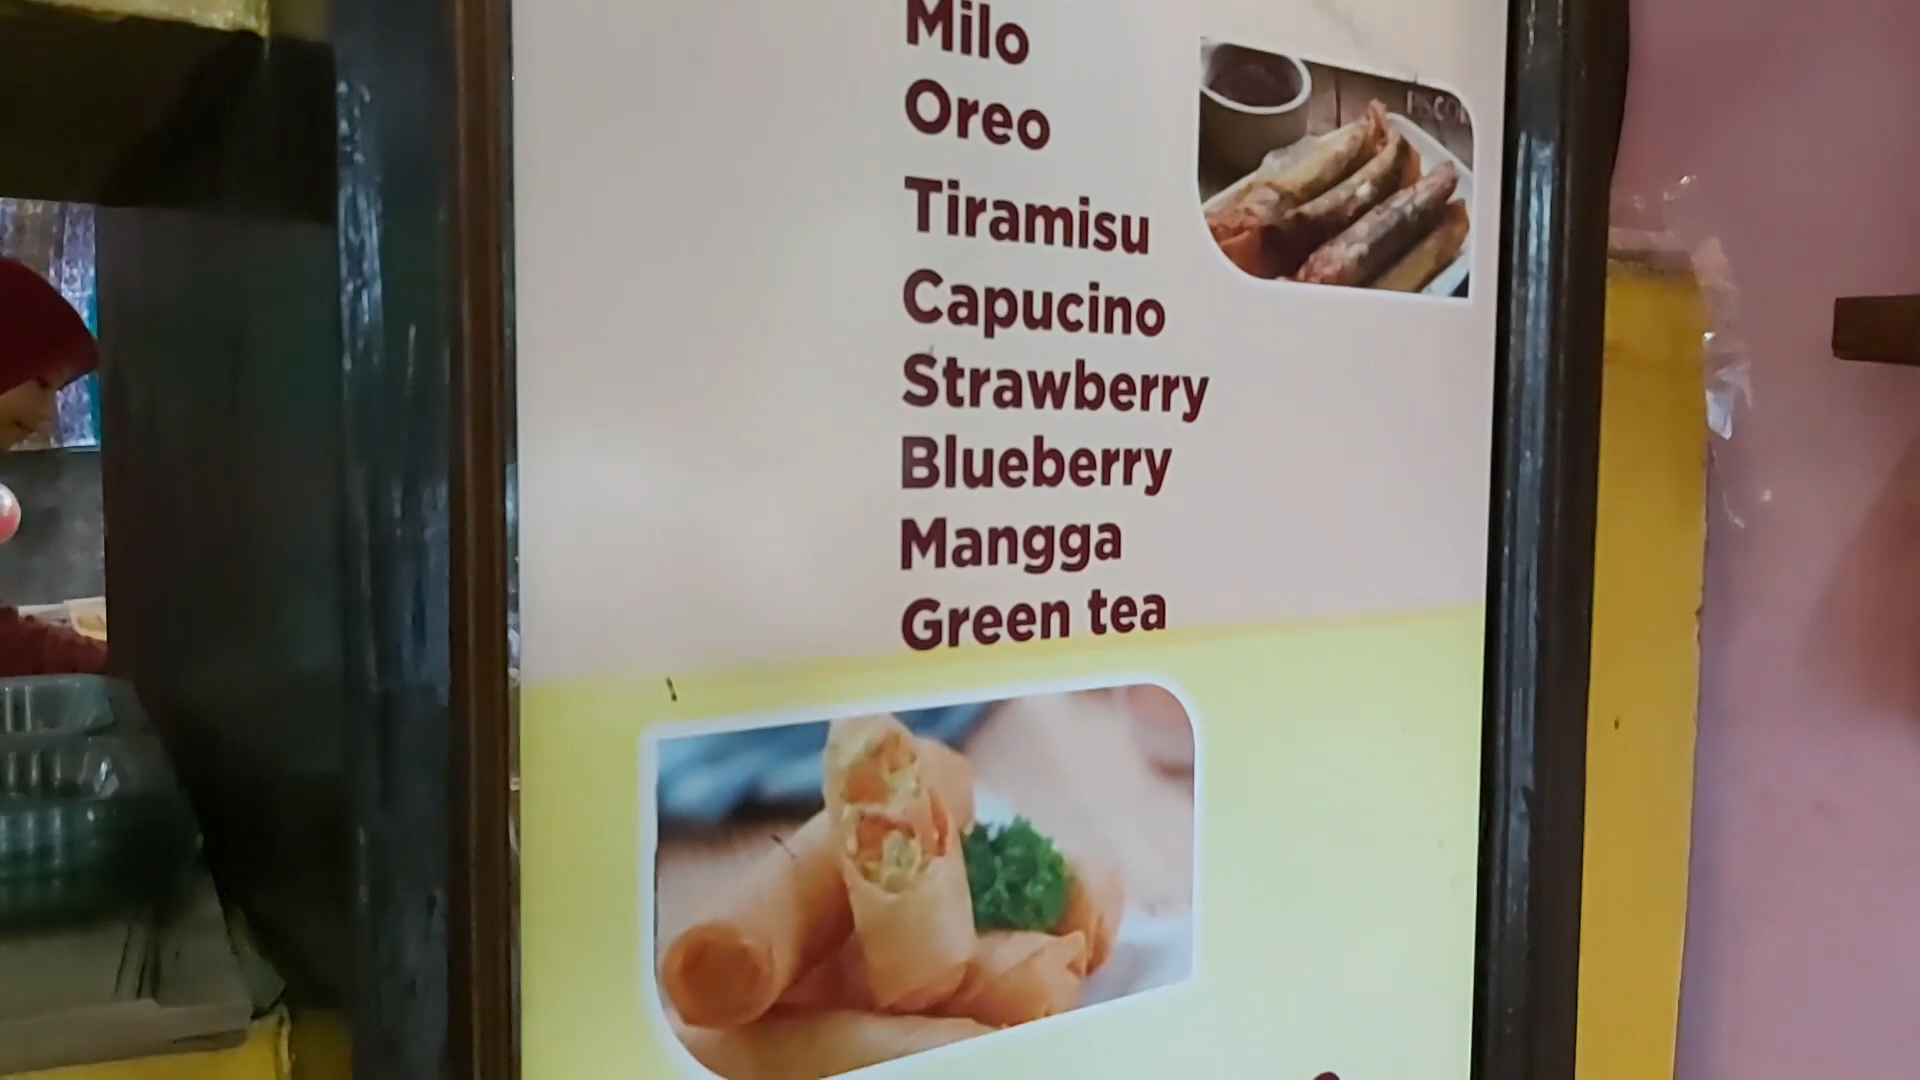 Milo
Oreo
Tiramisu
Capucino
Strawberry
Blueberry
Mangga
Green tea